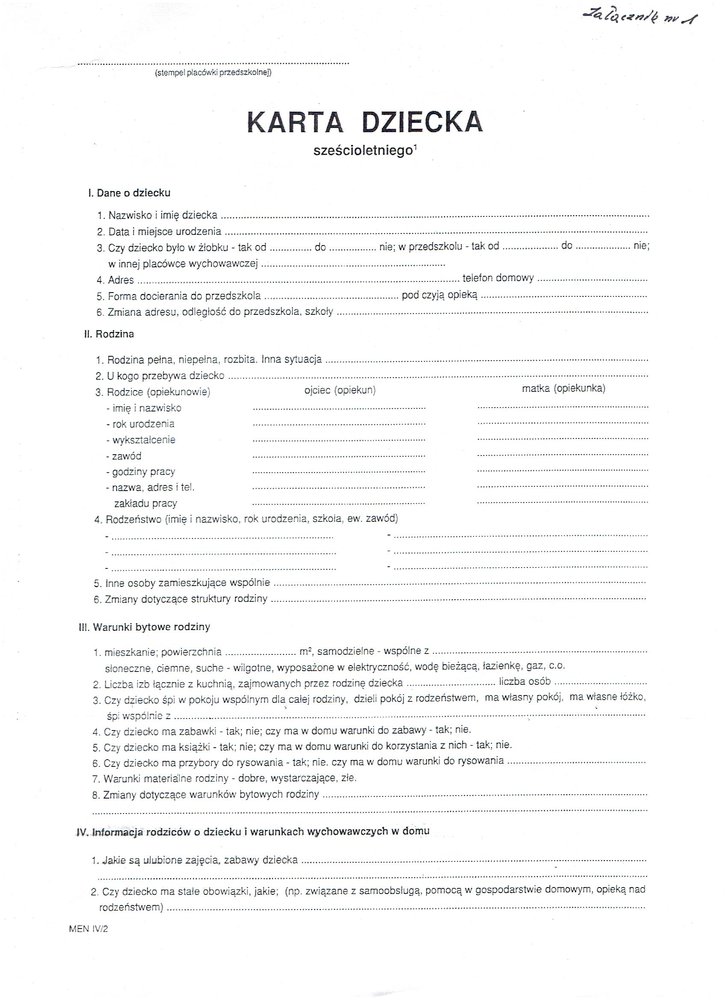 Załącznik nr 1
(stempel placówki przedszkolnej)
KARTA DZIECKA
sześcioletniego¹
I. Dane o dziecku
1. Nazwisko i imię dziecka ........................................
2. Data i miejsce urodzenia ........................................
3. Czy dziecko było w żłobku - tak od .............. do ................ nie; w przedszkolu - tak od ................... do ................... nie;
w innej placówce wychowawczej ........................................
4. Adres ........................................ telefon domowy ........................................
5. Forma docierania do przedszkola ........................................ pod czyją opieką ........................................
6. Zmiana adresu, odległość do przedszkola, szkoły ........................................
II. Rodzina
1. Rodzina pełna, niepełna, rozbita. Inna sytuacja ........................................
2. U kogo przebywa dziecko ........................................
3. Rodzice (opiekunowie) ojciec (opiekun) matka (opiekunka)
- imię i nazwisko ........................................ ........................................
- rok urodzenia ........................................ ........................................
- wykształcenie ........................................ ........................................
- zawód ........................................ ........................................
- godziny pracy ........................................ ........................................
- nazwa, adres i tel. ........................................ ........................................
zakładu pracy ........................................ ........................................
4. Rodzeństwo (imię i nazwisko, rok urodzenia, szkoła, ew. zawód)
- ........................................ - ........................................
- ........................................ - ........................................
- ........................................ - ........................................
5. Inne osoby zamieszkujące wspólnie ........................................
6. Zmiany dotyczące struktury rodziny ........................................
III. Warunki bytowe rodziny
1. mieszkanie; powierzchnia ........................ m², samodzielne - wspólne z ........................................
słoneczne, ciemne, suche - wilgotne, wyposażone w elektryczność, wodę bieżącą, łazienkę, gaz, c.o.
2. Liczba izb łącznie z kuchnią, zajmowanych przez rodzinę dziecka .............................. liczba osób ..............................
3. Czy dziecko śpi w pokoju wspólnym dla całej rodziny, dzieli pokój z rodzeństwem, ma własny pokój, ma własne łóżko,
śpi wspólnie z ........................................
4. Czy dziecko ma zabawki - tak; nie; czy ma w domu warunki do zabawy - tak; nie.
5. Czy dziecko ma książki - tak; nie; czy ma w domu warunki do korzystania z nich - tak; nie.
6. Czy dziecko ma przybory do rysowania - tak; nie. czy ma w domu warunki do rysowania ........................................
7. Warunki materialne rodziny - dobre, wystarczające, złe.
8. Zmiany dotyczące warunków bytowych rodziny ........................................
........................................
IV. Informacja rodziców o dziecku i warunkach wychowawczych w domu
1. Jakie są ulubione zajęcia, zabawy dziecka ........................................
........................................
2. Czy dziecko ma stałe obowiązki, jakie; (np. związane z samoobsługą, pomocą w gospodarstwie domowym, opieką nad
rodzeństwem) ........................................
MEN IV/2